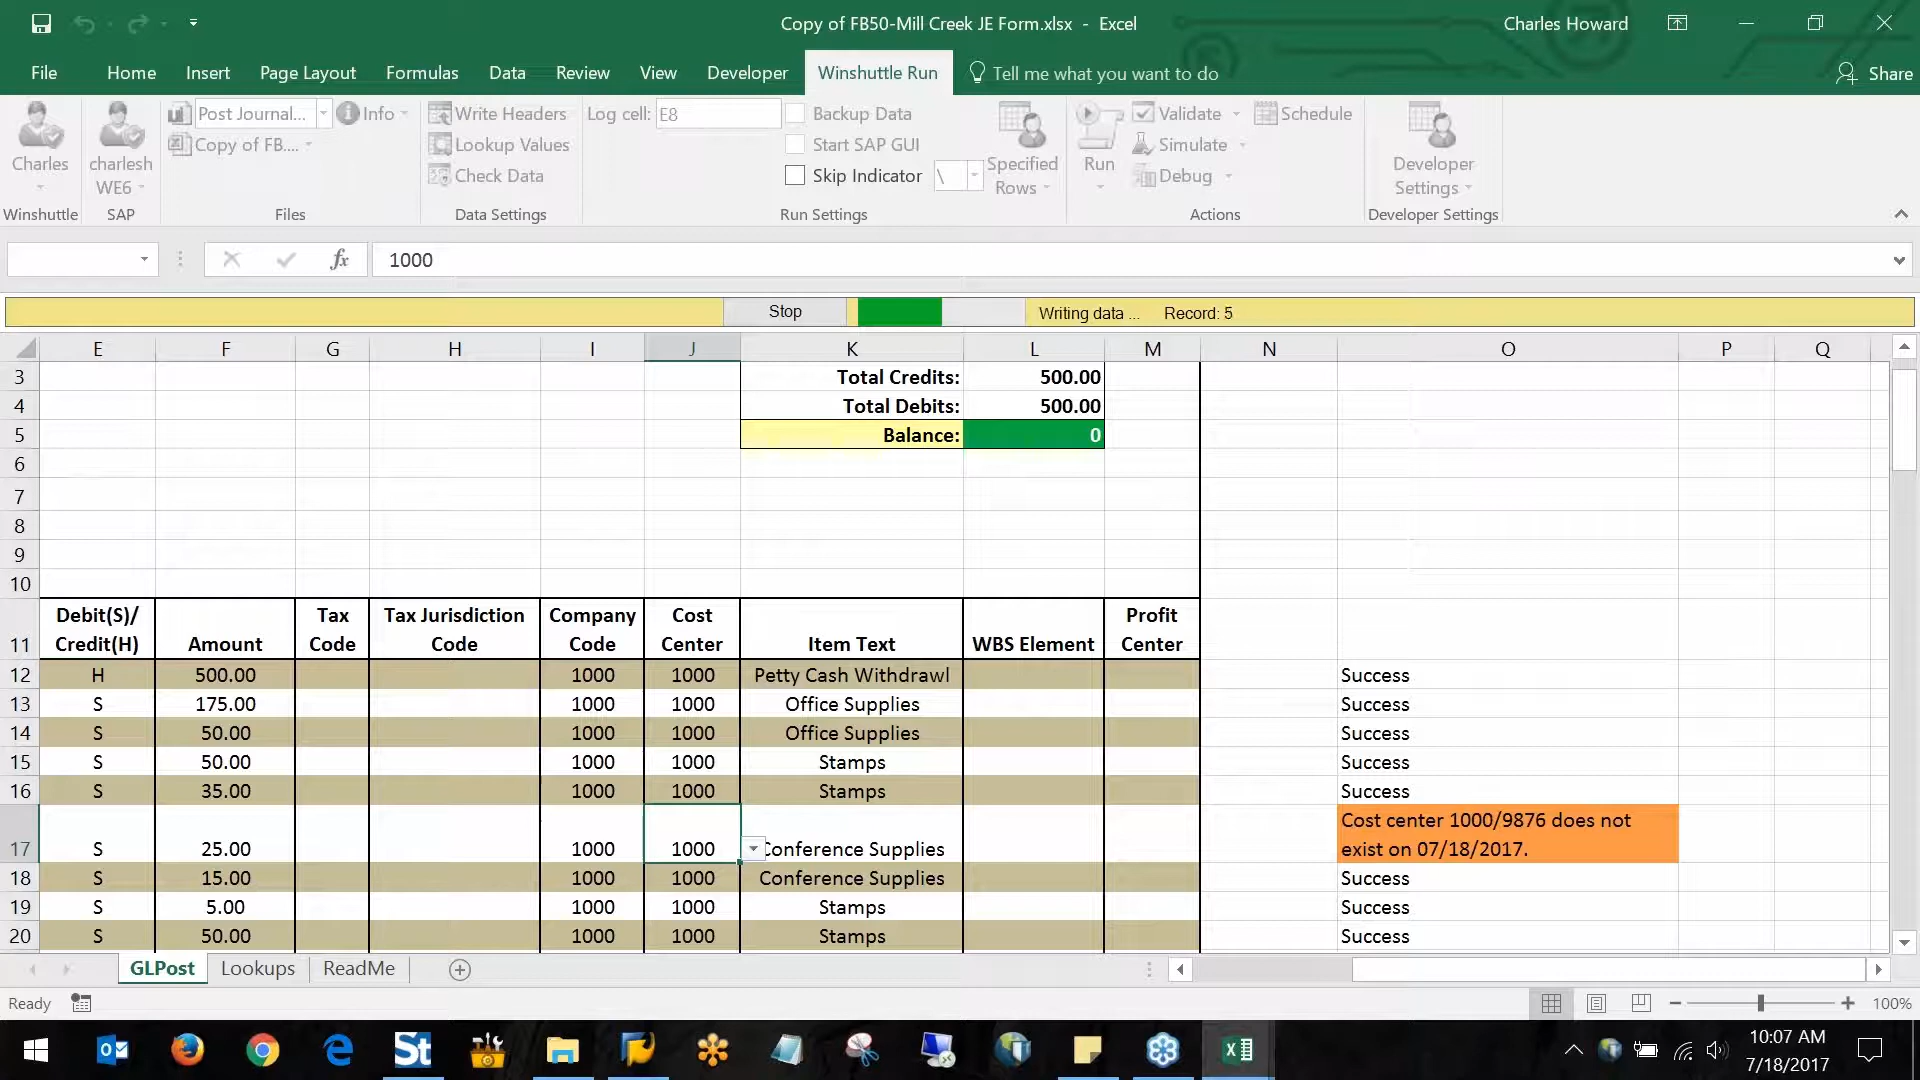 Copy of FB50-Mill Creek JE Form.xlsx - Excel
Charles Howard
File Home Insert Page Layout Formulas Data Review View Developer Winshuttle Run Tell me what you want to do Share
Post Journal... Info Write Headers Log cell: E8 Backup Data Validate Schedule
Copy of FB.... Lookup Values Start SAP GUI Simulate
Charles charlesh WE6 Check Data Skip Indicator \ Specified Rows Run Debug Developer Settings
Winshuttle SAP Files Data Settings Run Settings Actions Developer Settings
fx 1000
Stop Writing data ... Record: 5
E F G H I J K L M N O P Q
3 Total Credits: 500.00
4 Total Debits: 500.00
5 Balance: 0
6
7
8
9
10
Debit(S)/ Tax Tax Jurisdiction Company Cost Profit
11 Credit(H) Amount Code Code Code Center Item Text WBS Element Center
12 H 500.00 1000 1000 Petty Cash Withdrawl Success
13 S 175.00 1000 1000 Office Supplies Success
14 S 50.00 1000 1000 Office Supplies Success
15 S 50.00 1000 1000 Stamps Success
16 S 35.00 1000 1000 Stamps Success
Cost center 1000/9876 does not
17 S 25.00 1000 1000 Conference Supplies exist on 07/18/2017.
18 S 15.00 1000 1000 Conference Supplies Success
19 S 5.00 1000 1000 Stamps Success
20 S 50.00 1000 1000 Stamps Success
GLPost Lookups ReadMe
Ready 100%
St
10:07 AM
7/18/2017